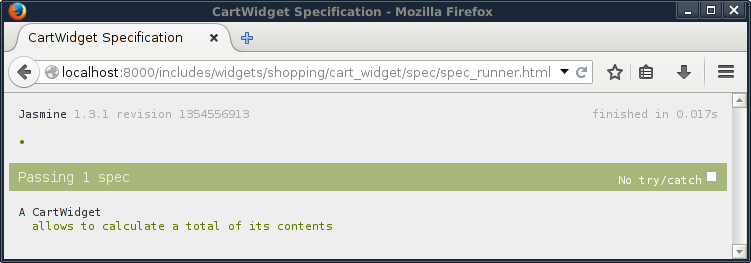 CartWidget Specification - Mozilla Firefox
CartWidget Specification
localhost:8000/includes/widgets/shopping/cart_widget/spec/spec_runner.html
Jasmine 1.3.1 revision 1354556913 finished in 0.017s
Passing 1 spec No try/catch
A CartWidget
allows to calculate a total of its contents